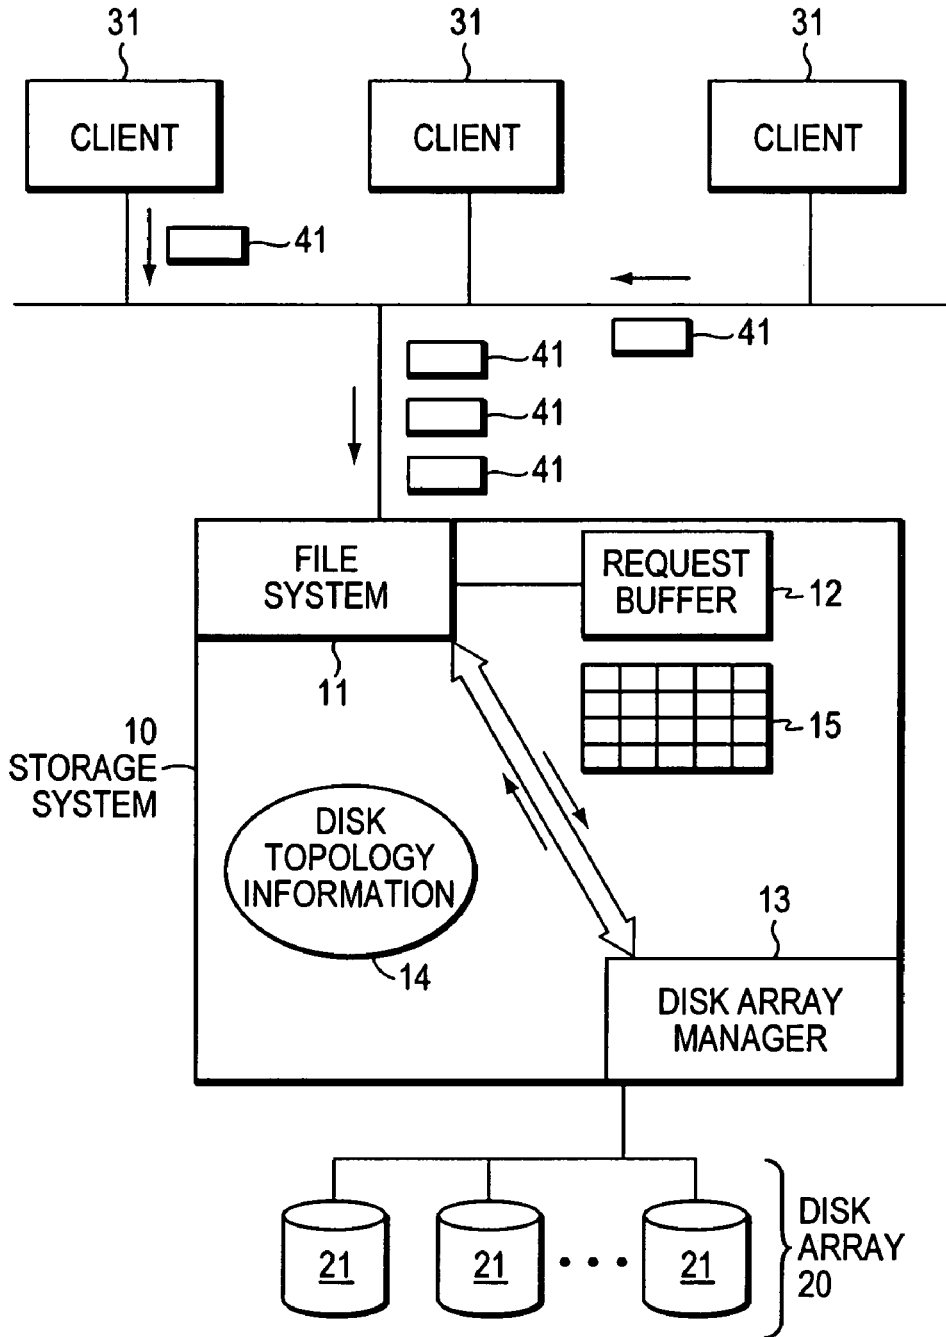 31
31
31
CLIENT
CLIENT
CLIENT
41
41
41
41
41
FILE
SYSTEM
REQUEST
BUFFER
12
11
15
10
STORAGE
SYSTEM
DISK
TOPOLOGY
INFORMATION
14
13
DISK ARRAY
MANAGER
21
21
21
DISK
ARRAY
20